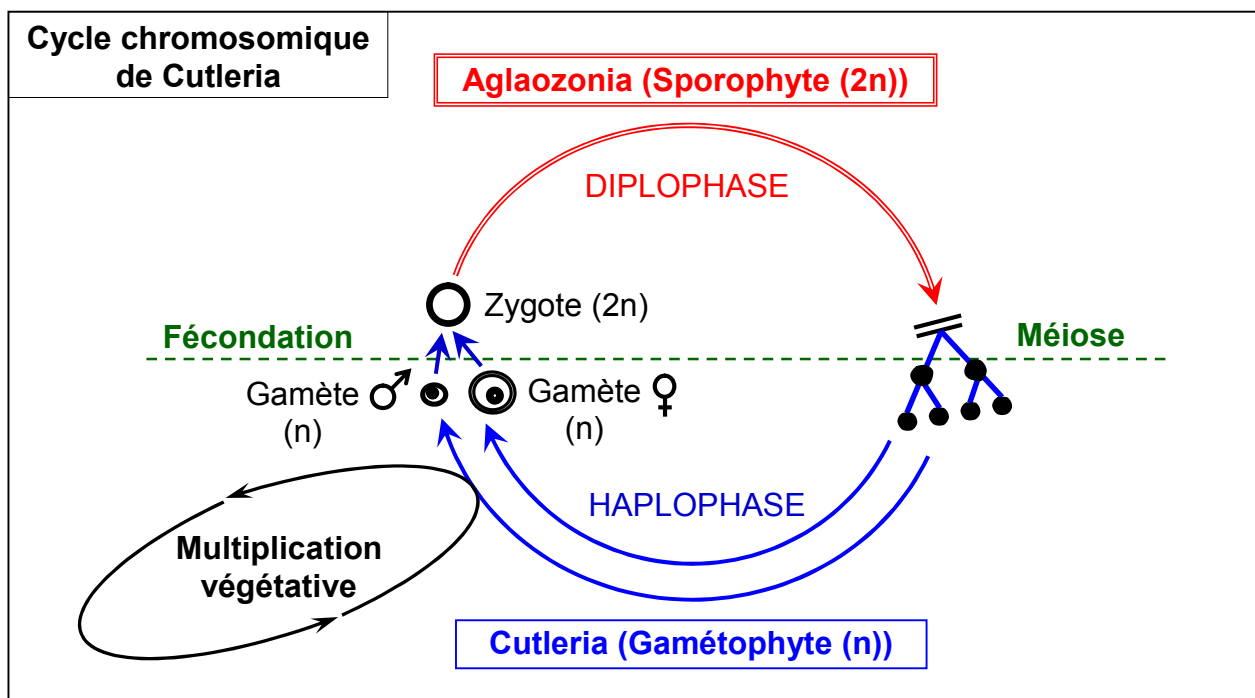 Cycle chromosomique
de Cutleria
Aglaozonia (Sporophyte (2n))
DIPLOPHASE
Zygote (2n)
Fécondation
Méiose
Gamète ♂
(n)
Gamète ♀
(n)
HAPLOPHASE
Multiplication
végétative
Cutleria (Gamétophyte (n))